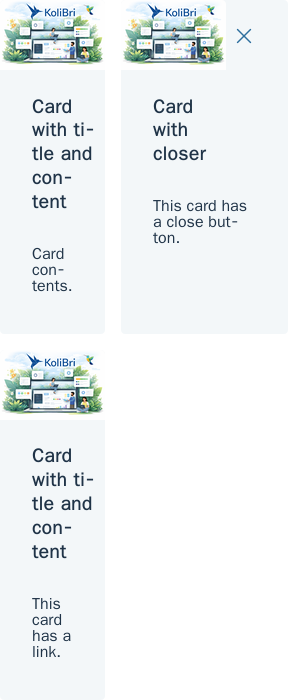 KoliBri
Card
with ti-
tle and
con-
tent
Card
con-
tents.
KoliBri
Card
with
closer
This card has
a close but-
ton.
KoliBri
Card
with ti-
tle and
con-
tent
This
card
has a
link.